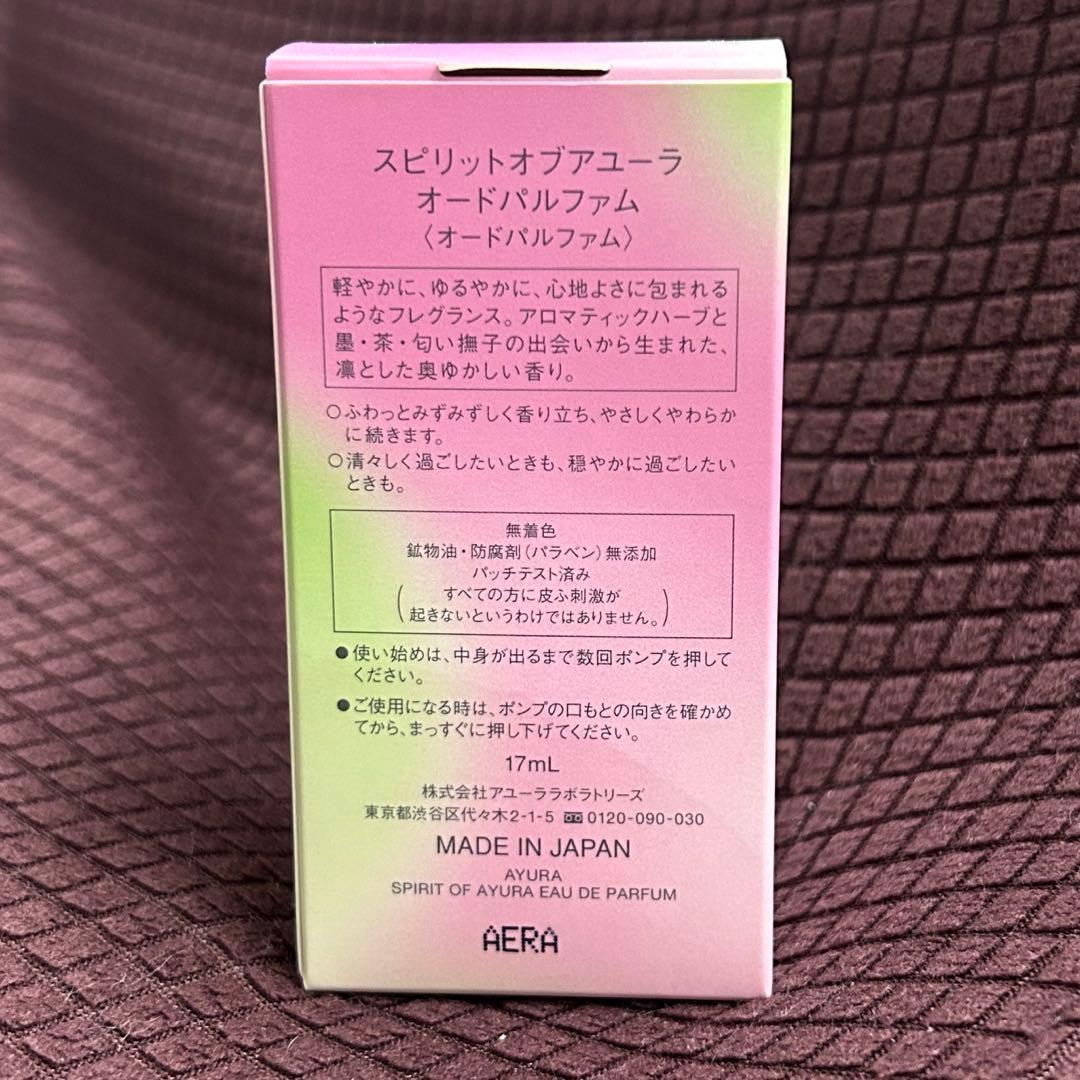 スピリットオブアユーラ
オードパルファム
〈オードパルファム〉
軽やかに、ゆるやかに、心地よさに包まれる
ようなフレグランス。アロマティックハーブと
墨・茶・匂い撫子の出会いから生まれた、
凛とした奥ゆかしい香り。
○ふわっとみずみずしく香り立ち、やさしくやわらか
に続きます。
○清々しく過ごしたいときも、穏やかに過ごしたい
ときも。
無着色
鉱物油・防腐剤（パラベン）無添加
パッチテスト済み
（すべての方に皮ふ刺激が
起きないというわけではありません。）
●使い始めは、中身が出るまで数回ポンプを押して
ください。
●ご使用になる時は、ポンプの口もとの向きを確かめ
てから、まっすぐに押し下げてください。
17mL
株式会社アユーララボラトリーズ
東京都渋谷区代々木2-1-5 0120-090-030
MADE IN JAPAN
AYURA
SPIRIT OF AYURA EAU DE PARFUM
AERA